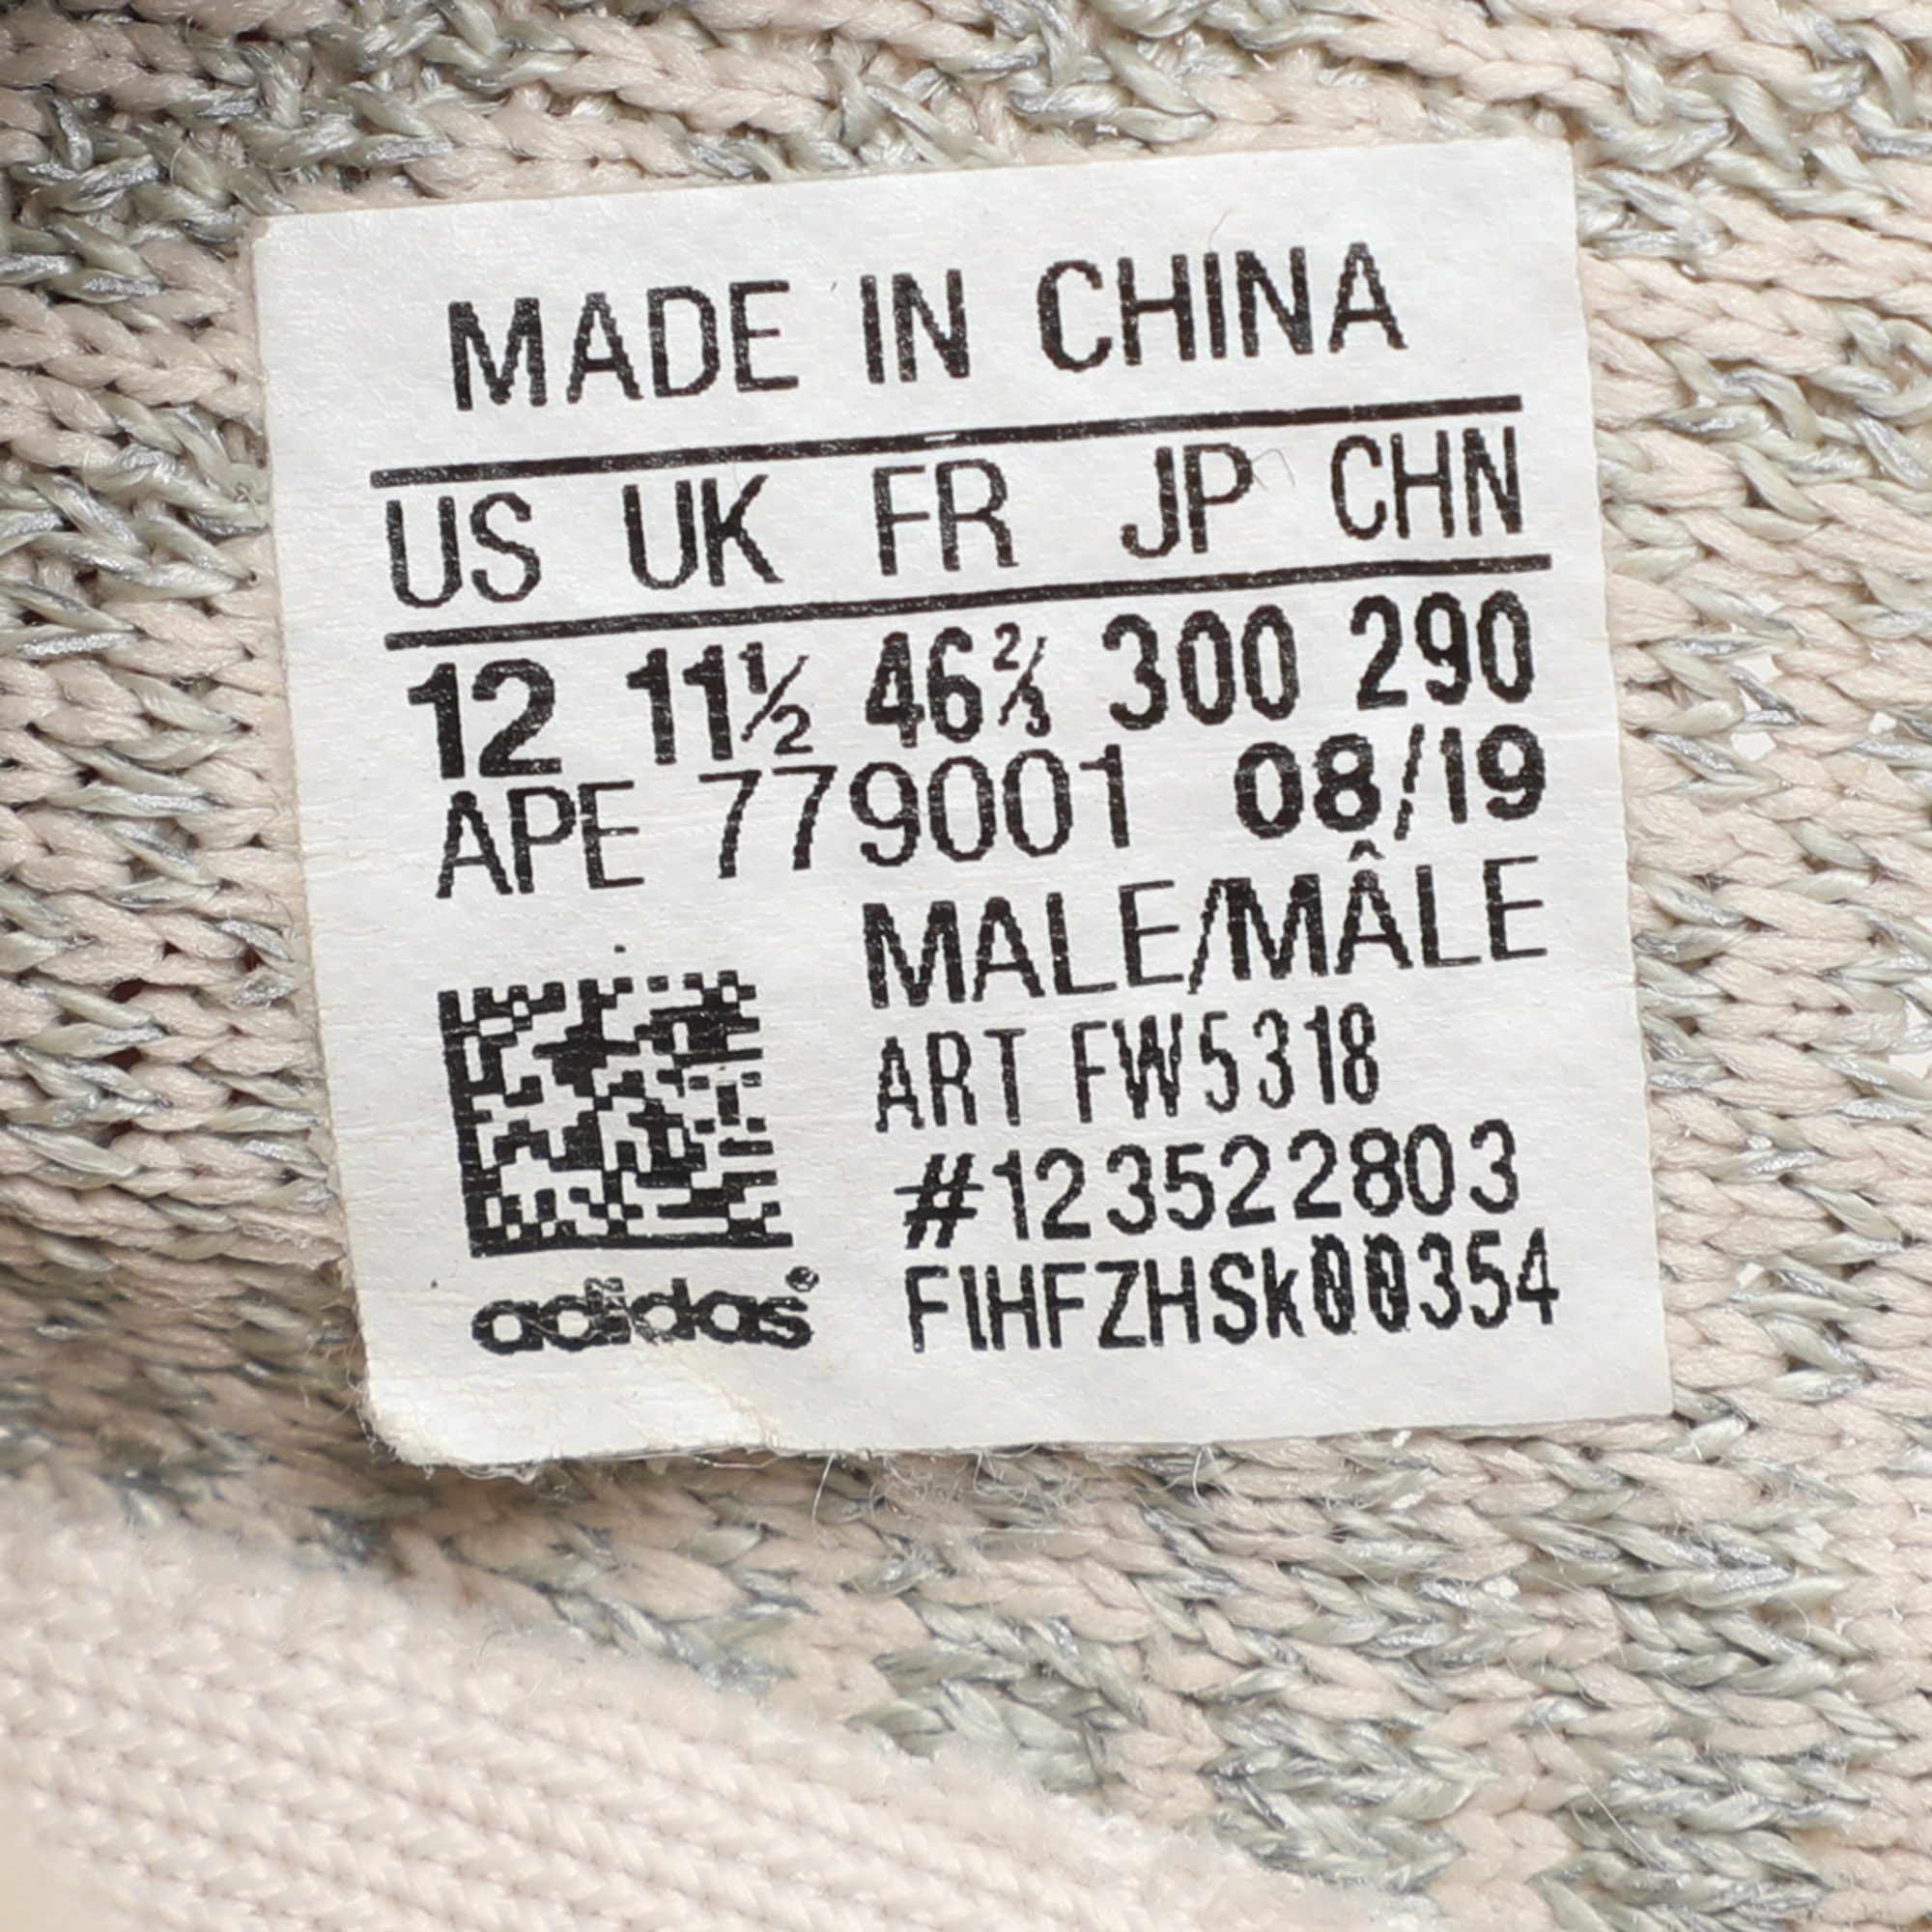 MADE IN CHINA
US UK FR JP CHN
12 11½ 46⅔ 300 290
APE 779001 08/19
MALE/MÂLE
ART FW5318
#123522803
FIHFZHSk00354
adidas®